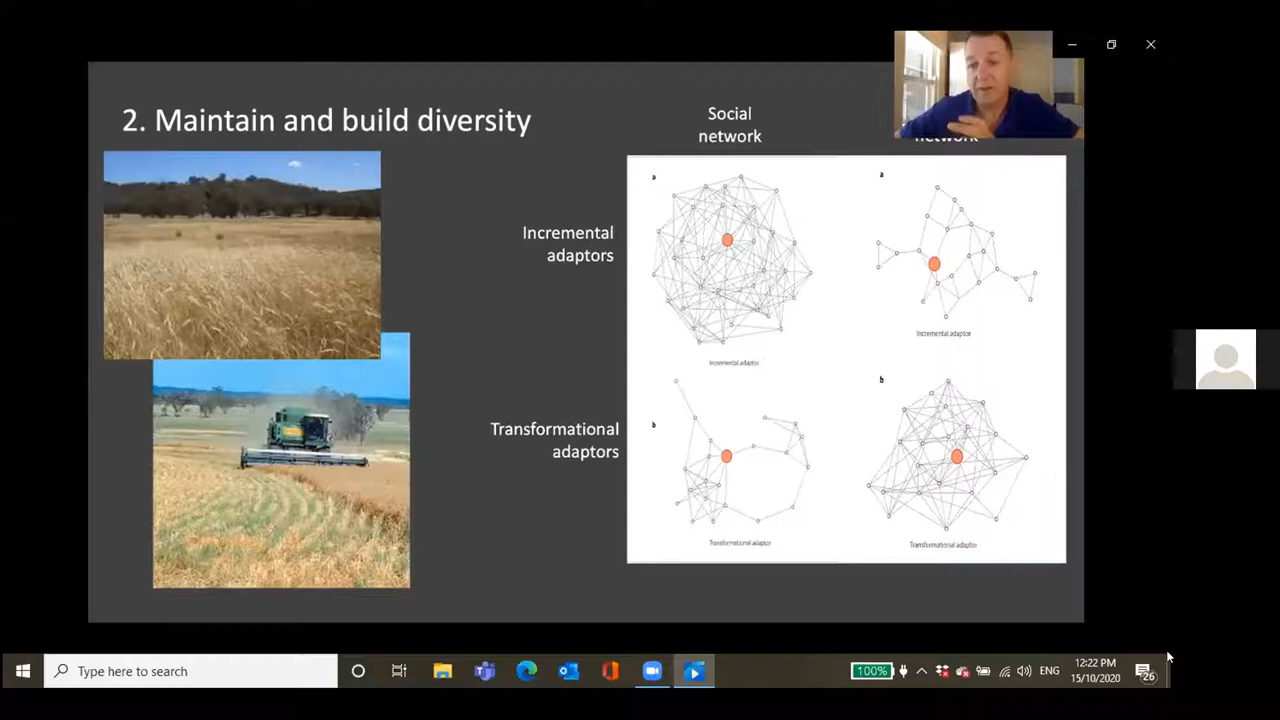 2. Maintain and build diversity
Social
network
network
Incremental
adaptors
Transformational
adaptors
a
a
Incremental adaptor
Incremental adaptor
b
b
Transformational adaptor
Transformational adaptor
Type here to search
100%
ENG
12:22 PM
15/10/2020
26